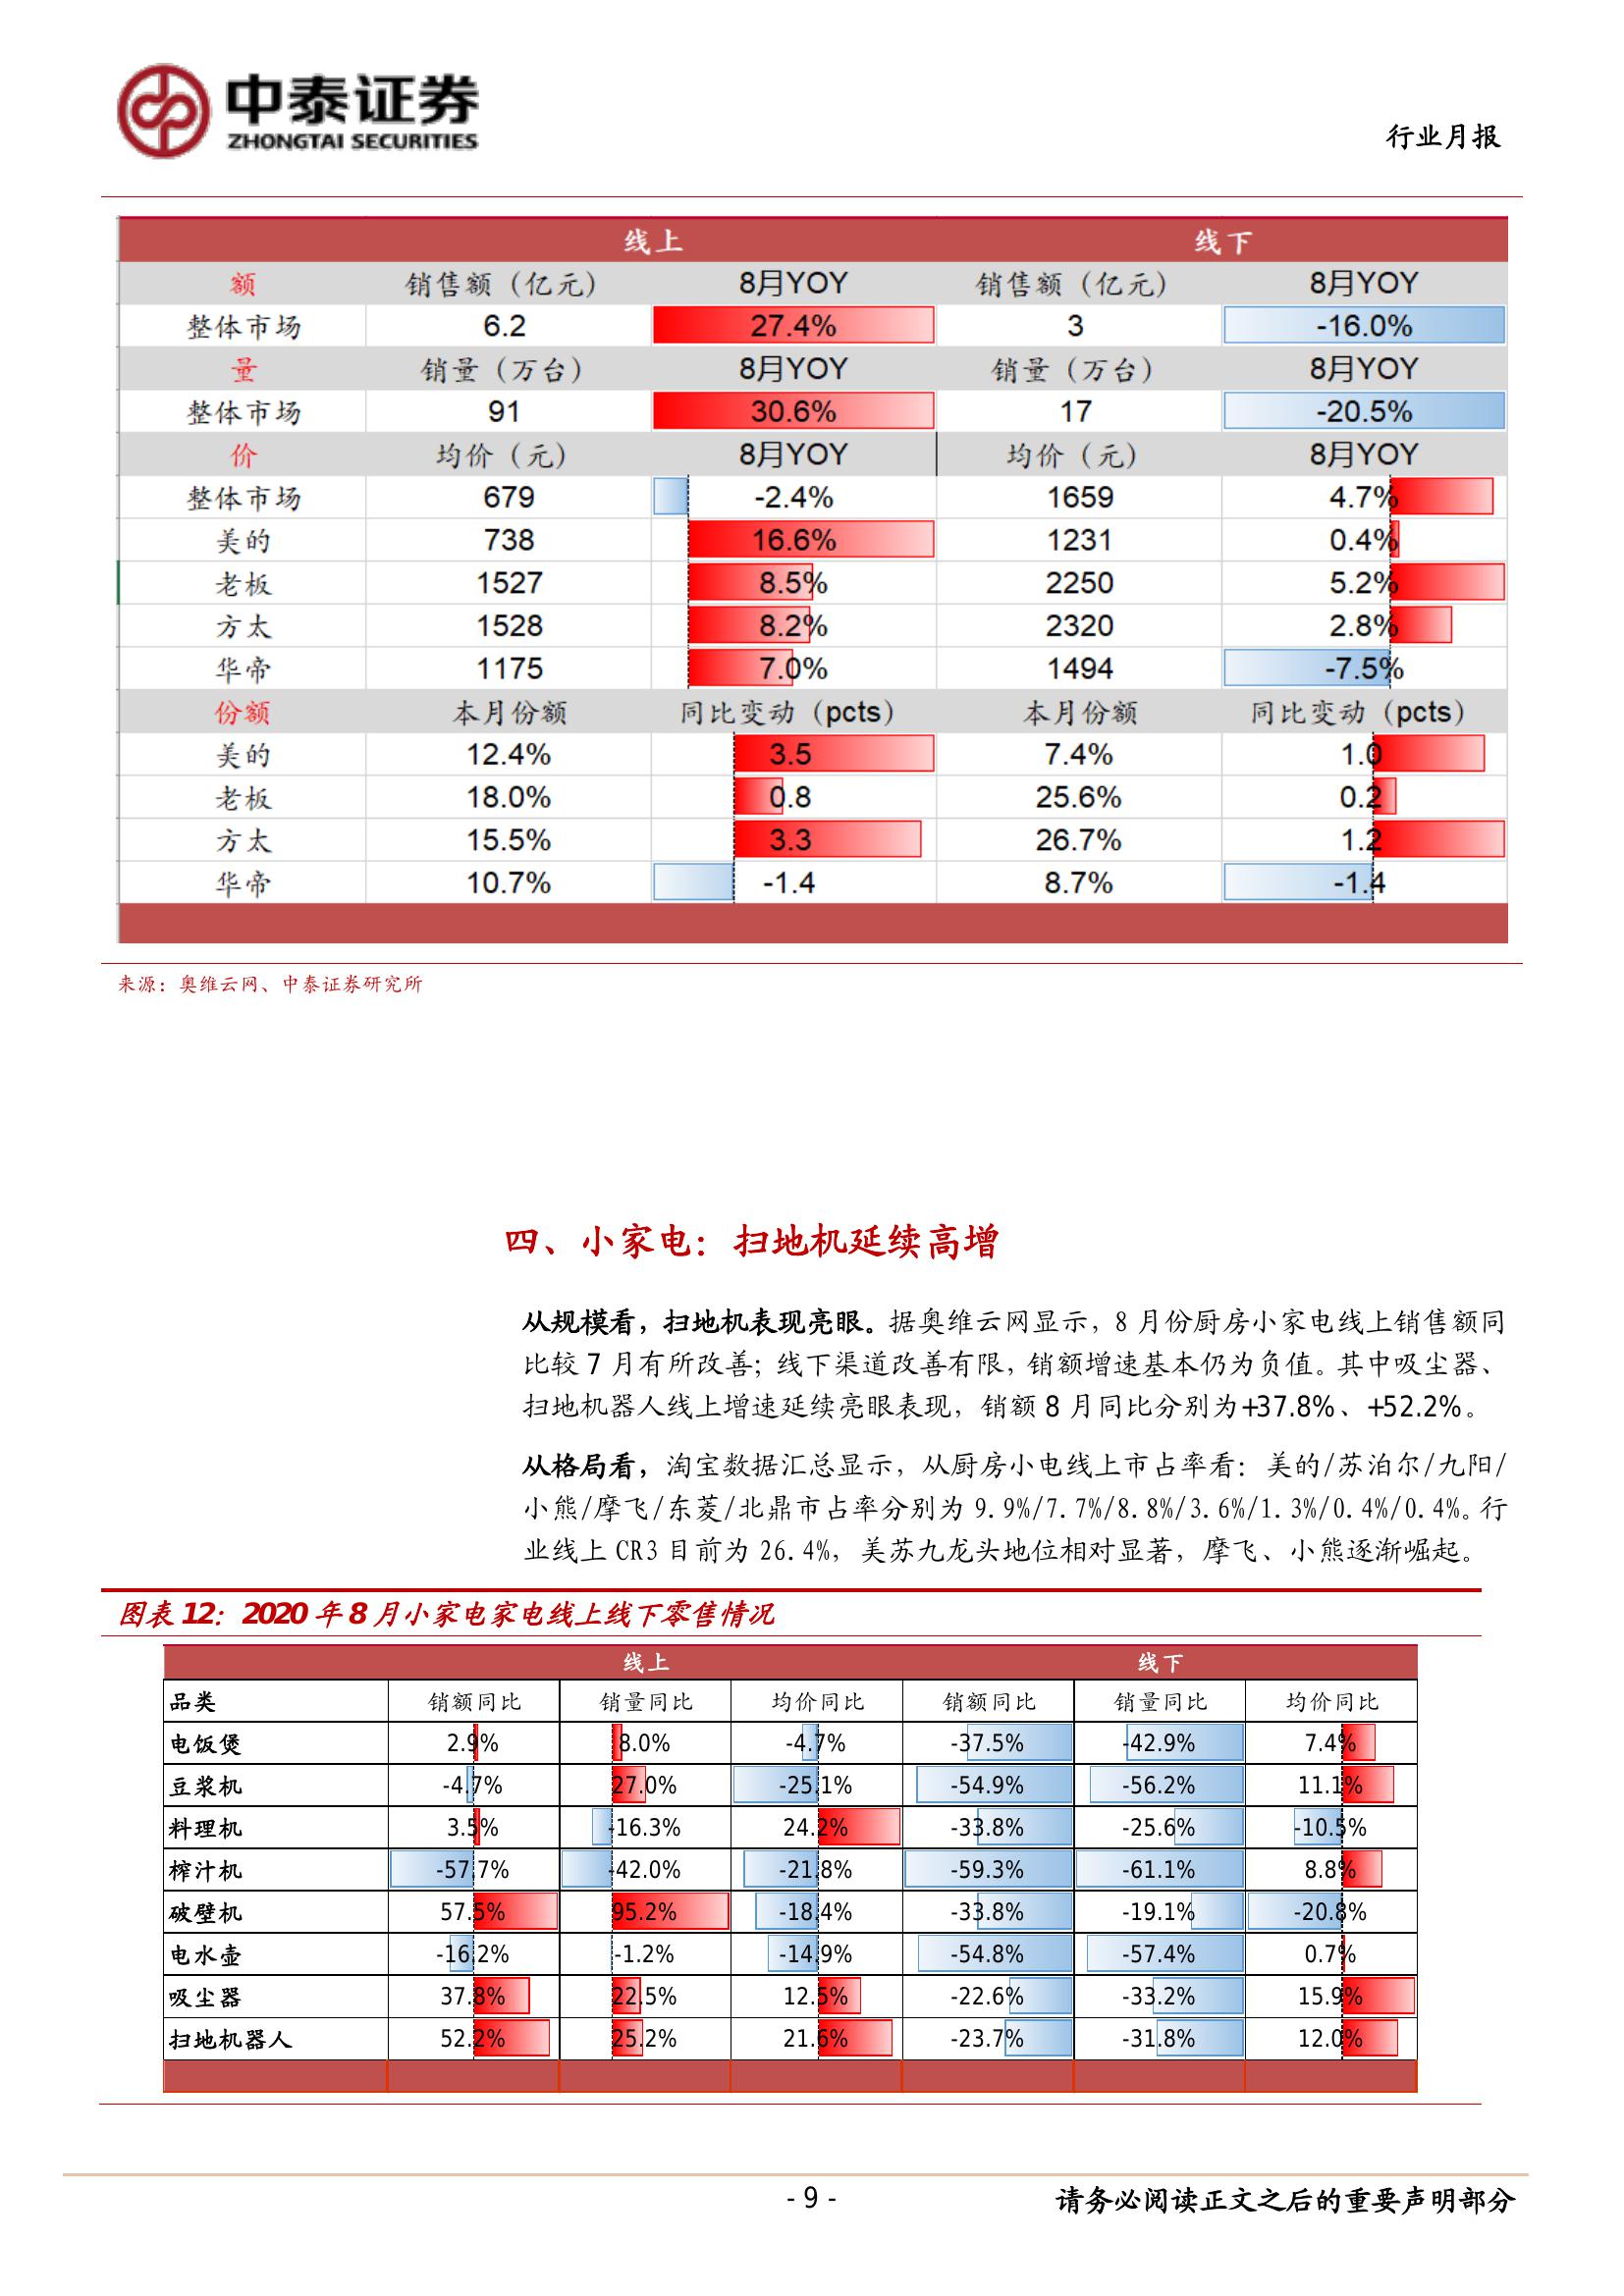 中泰证券
ZHONGTAI SECURITIES
行业月报
线上 线下
额 销售额（亿元） 8月YOY 销售额（亿元） 8月YOY
整体市场 6.2 27.4% 3 -16.0%
量 销量（万台） 8月YOY 销量（万台） 8月YOY
整体市场 91 30.6% 17 -20.5%
价 均价（元） 8月YOY 均价（元） 8月YOY
整体市场 679 -2.4% 1659 4.7%
美的 738 16.6% 1231 0.4%
老板 1527 8.5% 2250 5.2%
方太 1528 8.2% 2320 2.8%
华帝 1175 7.0% 1494 -7.5%
份额 本月份额 同比变动（pcts） 本月份额 同比变动（pcts）
美的 12.4% 3.5 7.4% 1.0
老板 18.0% 0.8 25.6% 0.2
方太 15.5% 3.3 26.7% 1.2
华帝 10.7% -1.4 8.7% -1.4
来源：奥维云网、中泰证券研究所
四、小家电：扫地机延续高增
从规模看，扫地机表现亮眼。据奥维云网显示，8 月份厨房小家电线上销售额同
比较 7 月有所改善；线下渠道改善有限，销额增速基本仍为负值。其中吸尘器、
扫地机器人线上增速延续亮眼表现，销额 8 月同比分别为+37.8%、+52.2%。
从格局看，淘宝数据汇总显示，从厨房小电线上市占率看：美的/苏泊尔/九阳/
小熊/摩飞/东菱/北鼎市占率分别为 9.9%/7.7%/8.8%/3.6%/1.3%/0.4%/0.4%。行
业线上 CR3 目前为 26.4%，美苏九龙头地位相对显著，摩飞、小熊逐渐崛起。
图表 12：2020 年 8 月小家电家电线上线下零售情况
线上 线下
品类 销额同比 销量同比 均价同比 销额同比 销量同比 均价同比
电饭煲 2.9% 8.0% -4.7% -37.5% -42.9% 7.4%
豆浆机 -4.7% 27.0% -25.1% -54.9% -56.2% 11.1%
料理机 3.5% -16.3% 24.2% -33.8% -25.6% -10.5%
榨汁机 -57.7% -42.0% -21.8% -59.3% -61.1% 8.8%
破壁机 57.5% 95.2% -18.4% -33.8% -19.1% -20.8%
电水壶 -16.2% -1.2% -14.9% -54.8% -57.4% 0.7%
吸尘器 37.8% 22.5% 12.5% -22.6% -33.2% 15.9%
扫地机器人 52.2% 25.2% 21.6% -23.7% -31.8% 12.0%
- 9 -
请务必阅读正文之后的重要声明部分